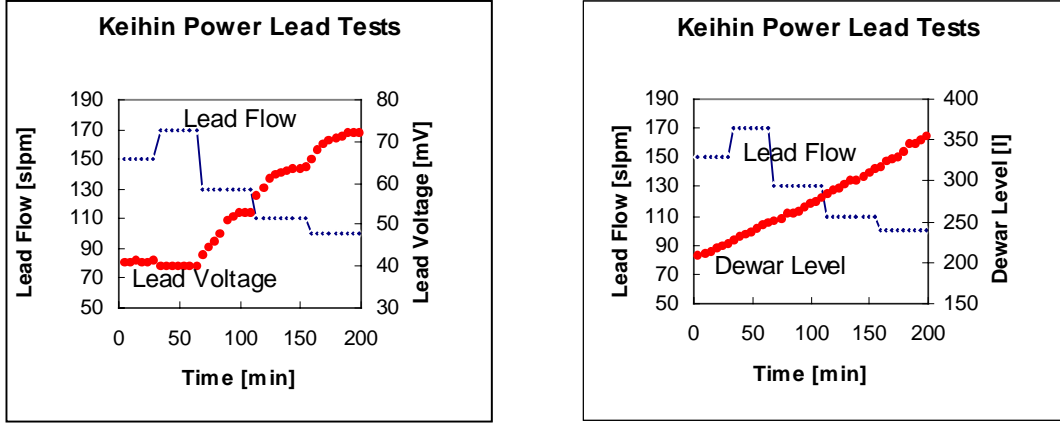 Keihin Power Lead Tests
190
170
150
130
110
90
70
50
Lead Flow [slpm]
80
70
60
50
40
30
Lead Voltage [mV]
Lead Flow
Lead Voltage
0 50 100 150 200
Time [min]
Keihin Power Lead Tests
190
170
150
130
110
90
70
50
Lead Flow [slpm]
400
350
300
250
200
150
Dewar Level [l]
Lead Flow
Dewar Level
0 50 100 150 200
Time [min]